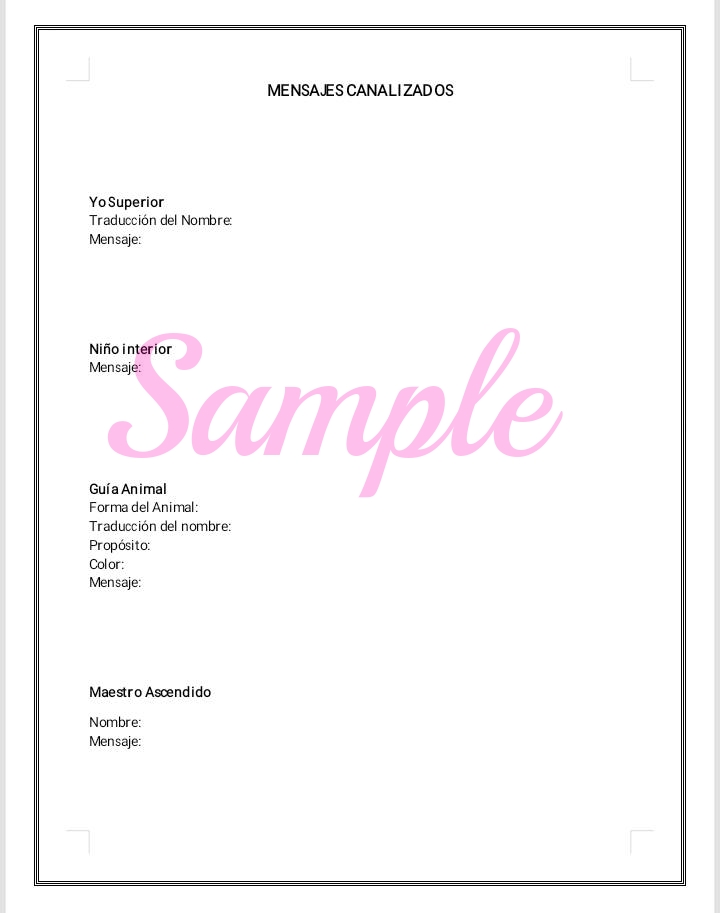 MENSAJES CANALIZADOS
Yo Superior
Traducción del Nombre:
Mensaje:
Niño interior
Mensaje:
Sample
Guía Animal
Forma del Animal:
Traducción del nombre:
Propósito:
Color:
Mensaje:
Maestro Ascendido
Nombre:
Mensaje: